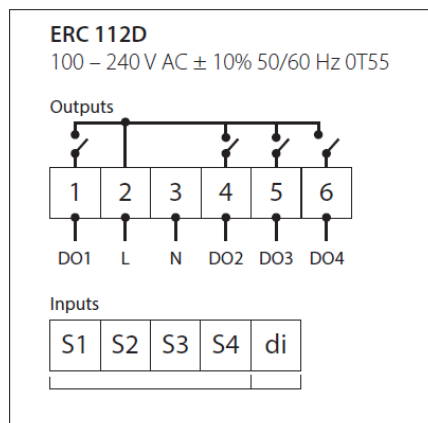 ERC 112D
100 – 240 V AC ± 10% 50/60 Hz 0T55
Outputs
1 2 3 4 5 6
DO1 L N DO2 DO3 DO4
Inputs
S1 S2 S3 S4 di